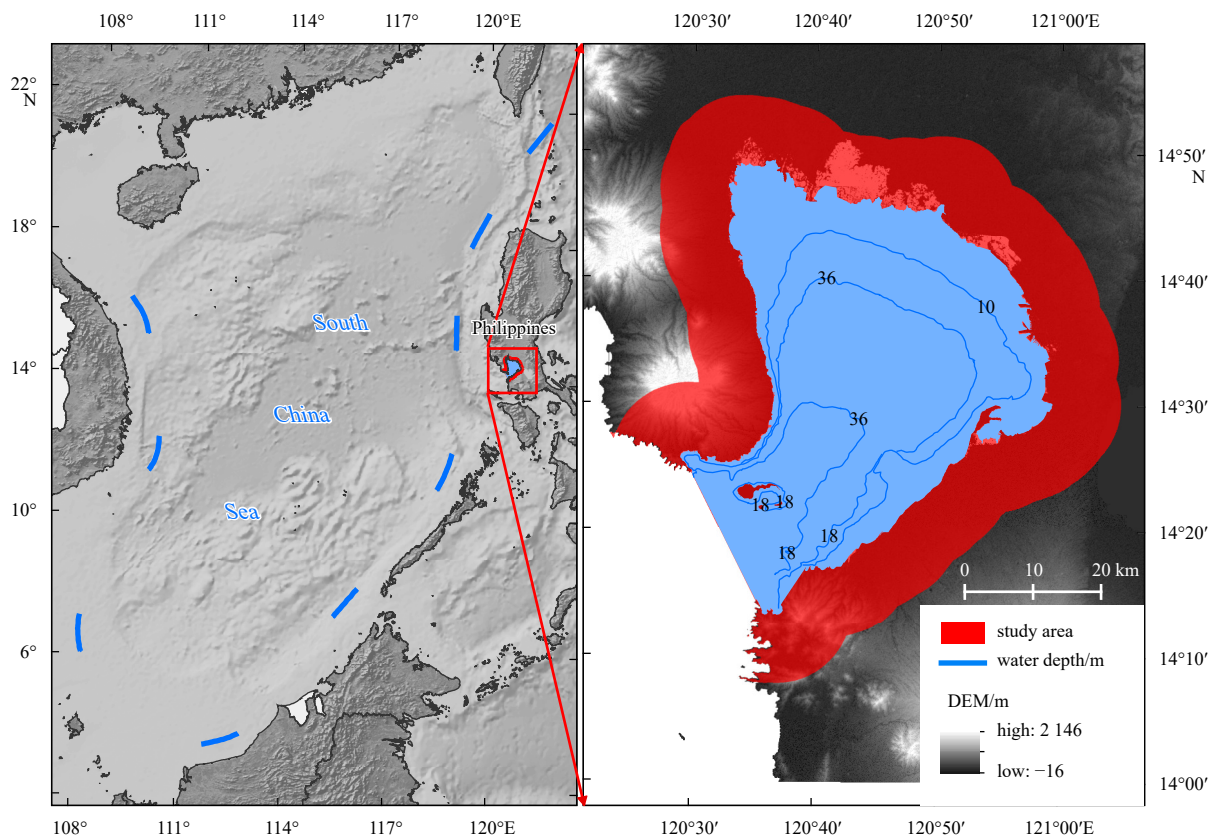 108° 111° 117° 120°E 120°30′ 120°40′ 120°50′ 121°00′E
22°
N
18°
14°
10°
6°
South
China
Sea
Philippines
14°50′
N
14°40′
14°30′
14°20′
14°10′
14°00′
36
10
36
18
18
18
18
0 10 20 km
study area
water depth/m
DEM/m
high: 2 146
low: −16
108° 111° 117° 120°E 120°30′ 120°40′ 120°50′ 121°00′E